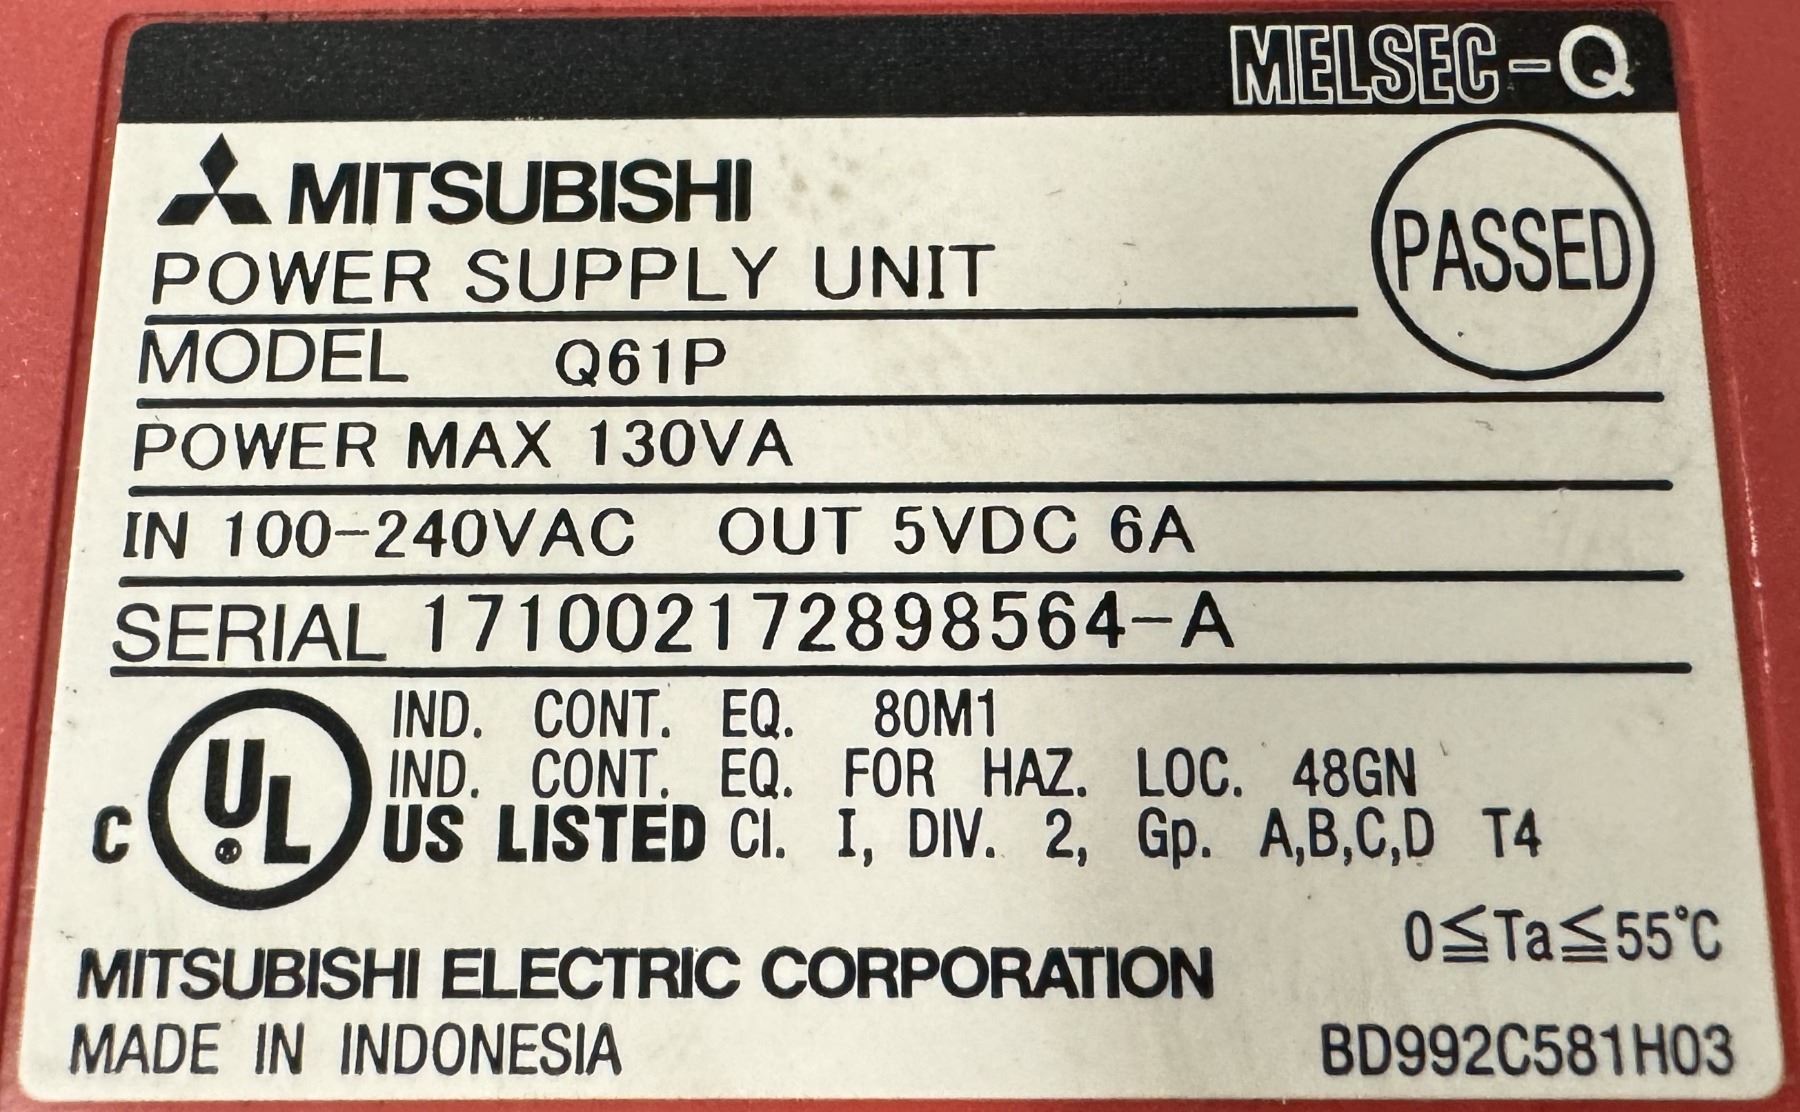 MELSEC-Q
MITSUBISHI
POWER SUPPLY UNIT
PASSED
MODEL Q61P
POWER MAX 130VA
IN 100-240VAC OUT 5VDC 6A
SERIAL 171002172898564-A
IND. CONT. EQ. 80M1
IND. CONT. EQ. FOR HAZ. LOC. 48GN
C UL ® US LISTED Cl. I, DIV. 2, Gp. A,B,C,D T4
0≦Ta≦55℃
MITSUBISHI ELECTRIC CORPORATION
MADE IN INDONESIA BD992C581H03